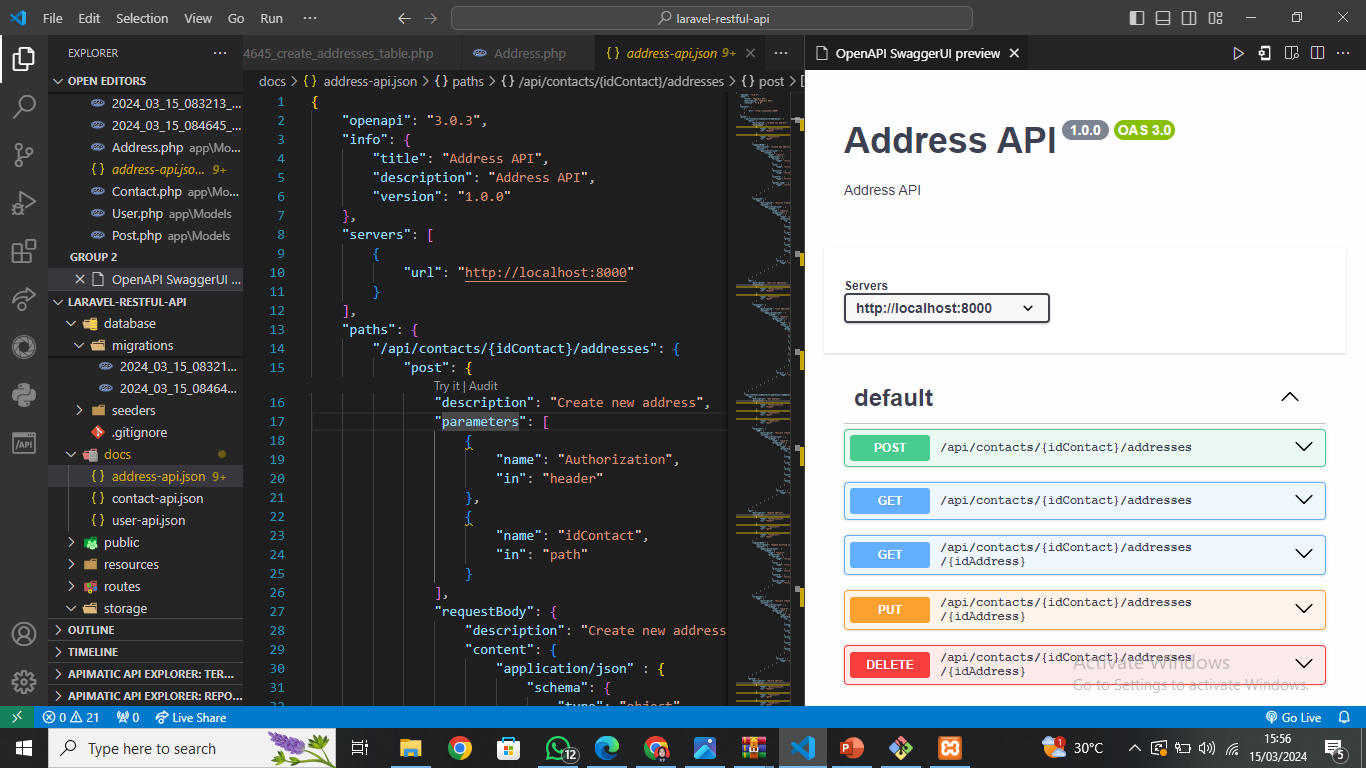 File Edit Selection View Go Run ··· laravel-restful-api
EXPLORER ···
OPEN EDITORS
2024_03_15_083213_...
2024_03_15_084645_...
Address.php app\Mo...
address-api.jso... 9+
Contact.php... app\Mo...
User.php app\Models
Post.php app\Models
GROUP 2
OpenAPI SwaggerUI ...
LARAVEL-RESTFUL-API
database
migrations
2024_03_15_08321...
2024_03_15_08464...
seeders
.gitignore
docs
address-api.json 9+
contact-api.json
user-api.json
public
resources
routes
storage
OUTLINE
TIMELINE
APIMATIC API EXPLORER: TER...
APIMATIC API EXPLORER: REPO...
4645_create_addresses_table.php Address.php address-api.json 9+ ···
docs > {} address-api.json > {} paths > {} /api/contacts/{idContact}/addresses > {} post > [
1 {
2 "openapi": "3.0.3",
3 "info": {
4 "title": "Address API",
5 "description": "Address API",
6 "version": "1.0.0"
7 },
8 "servers": [
9 {
10 "url": "http://localhost:8000"
11 }
12 ],
13 "paths": {
14 "/api/contacts/{idContact}/addresses": {
15 "post": {
Try it | Audit
16 "description": "Create new address",
17 "parameters": [
18 {
19 "name": "Authorization",
20 "in": "header"
21 },
22 {
23 "name": "idContact",
24 "in": "path"
25 }
26 ],
27 "requestBody": {
28 "description": "Create new address
29 "content": {
30 "application/json" : {
31 "schema": {
"type": "object"
OpenAPI SwaggerUI preview ···
Address API 1.0.0 OAS 3.0
Address API
Servers
http://localhost:8000
default
POST /api/contacts/{idContact}/addresses
GET /api/contacts/{idContact}/addresses
GET /api/contacts/{idContact}/addresses
/{idAddress}
PUT /api/contacts/{idContact}/addresses
/{idAddress}
DELETE /api/contacts/{idContact}/addresses
/{idAddress}
Activate Windows
Go to Settings to activate Windows.
0 21 0 Live Share Go Live
Type here to search 12 1 30°C 15:56
15/03/2024 5